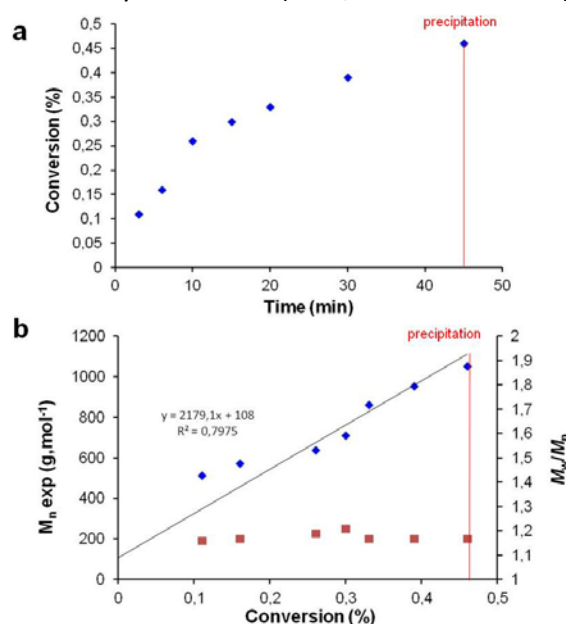 a
precipitation
Conversion (%)
0,5
0,45
0,4
0,35
0,3
0,25
0,2
0,15
0,1
0,05
0
0 10 20 30 40 50
Time (min)
b
precipitation
Mn exp (g,mol-1)
1200
1000
800
600
400
200
0
y = 2179,1x + 108
R² = 0,7975
2
1,9
1,8
1,7
1,6
1,5
1,4
1,3
1,2
1,1
1
Mw/Mn
0 0,1 0,2 0,3 0,4 0,5
Conversion (%)